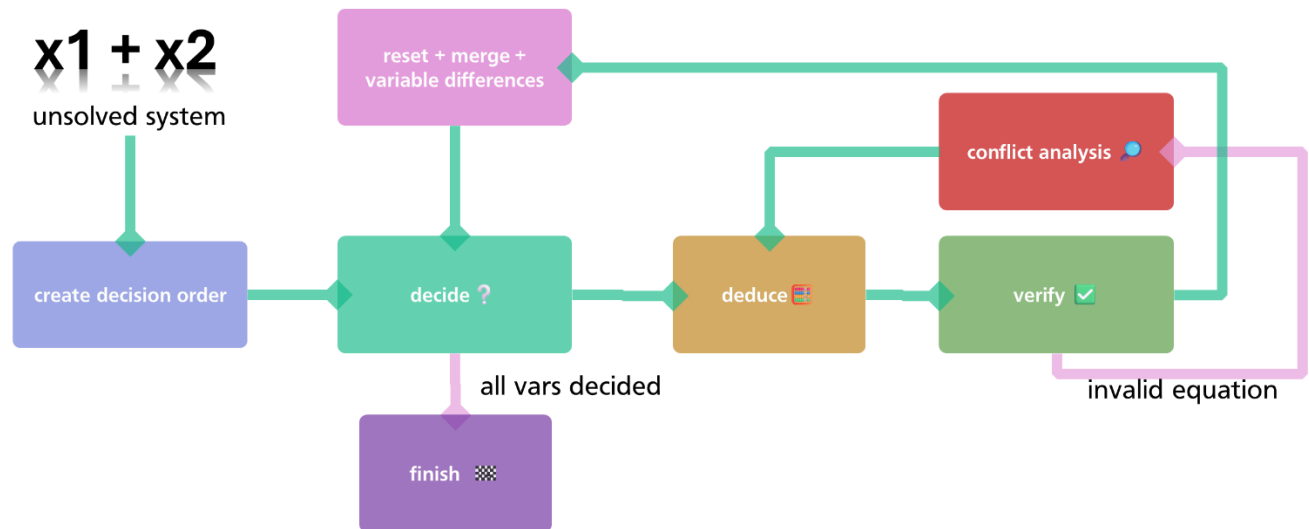 x1 + x2
unsolved system
reset + merge +
variable differences
conflict analysis 🔎
create decision order
decide ❔
deduce🧮
verify ✅
all vars decided
invalid equation
finish 🏁